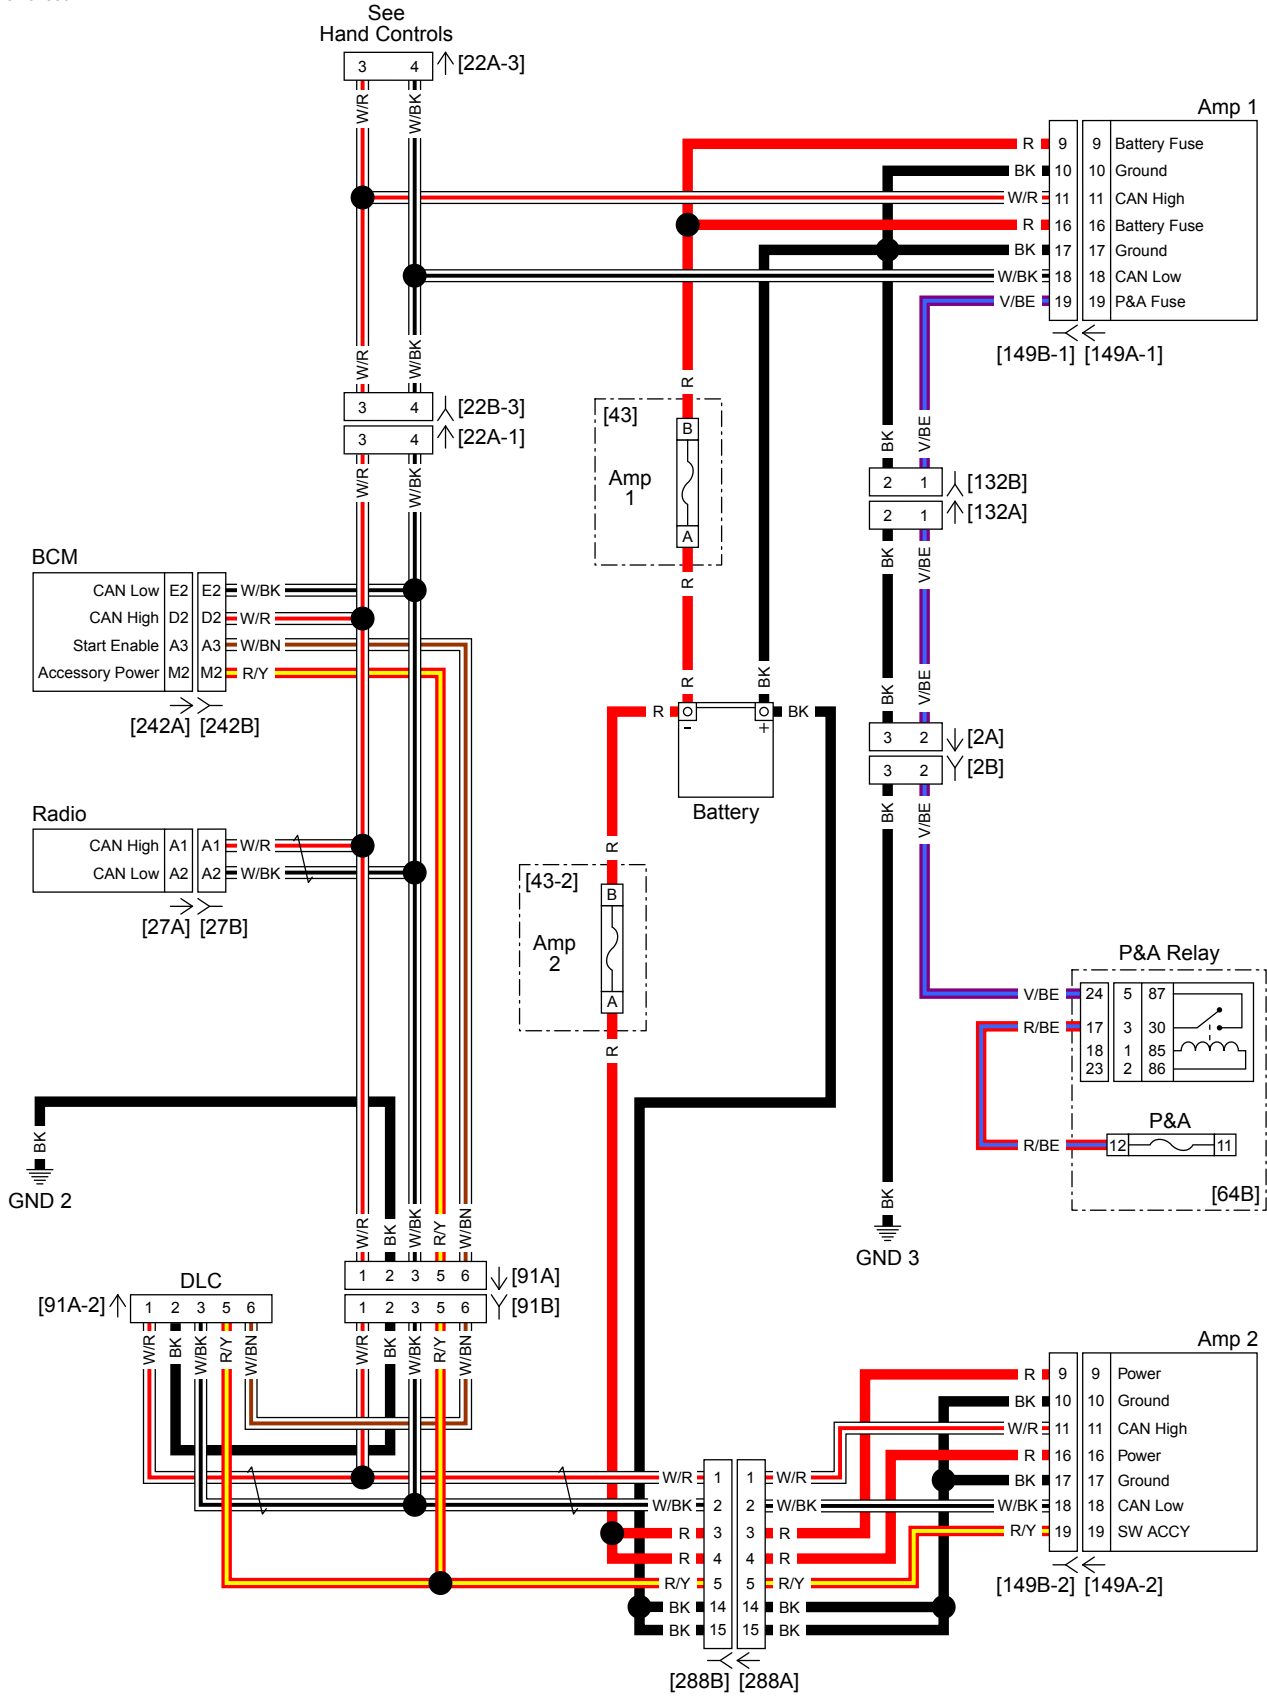 See
Hand Controls
3 4 [22A-3]
W/R W/BK
Amp 1
R 9 9 Battery Fuse
BK 10 10 Ground
W/R 11 11 CAN High
R 16 16 Battery Fuse
BK 17 17 Ground
W/BK 18 18 CAN Low
V/BE 19 19 P&A Fuse
[149B-1] [149A-1]
W/R W/BK
3 4 [22B-3]
3 4 [22A-1]
W/R W/BK
R
[43]
B
Amp
1
A
R
R BK
BK V/BE
2 1 [132B]
2 1 [132A]
BK V/BE
BK V/BE
3 2 [2A]
3 2 [2B]
BK V/BE
BCM
CAN Low E2 E2 W/BK
CAN High D2 D2 W/R
Start Enable A3 A3 W/BN
Accessory Power M2 M2 R/Y
[242A] [242B]
R BK
- +
Battery
Radio
CAN High A1 A1 W/R
CAN Low A2 A2 W/BK
[27A] [27B]
R
[43-2]
B
Amp
2
A
R
P&A Relay
V/BE 24 5 87
R/BE 17 3 30
18 1 85
23 2 86
P&A
R/BE 12 11
[64B]
BK
GND 2
BK
GND 3
W/R BK W/BK R/Y W/BN
1 2 3 5 6 [91A]
1 2 3 5 6 [91B]
W/R BK W/BK R/Y W/BN
DLC
[91A-2] 1 2 3 5 6
W/R BK W/BK R/Y W/BN
Amp 2
R 9 9 Power
BK 10 10 Ground
W/R 11 11 CAN High
R 16 16 Power
BK 17 17 Ground
W/BK 18 18 CAN Low
R/Y 19 19 SW ACCY
[149B-2] [149A-2]
W/R 1 1 W/R
W/BK 2 2 W/BK
R 3 3 R
R 4 4 R
R/Y 5 5 R/Y
BK 14 14 BK
BK 15 15 BK
[288B] [288A]